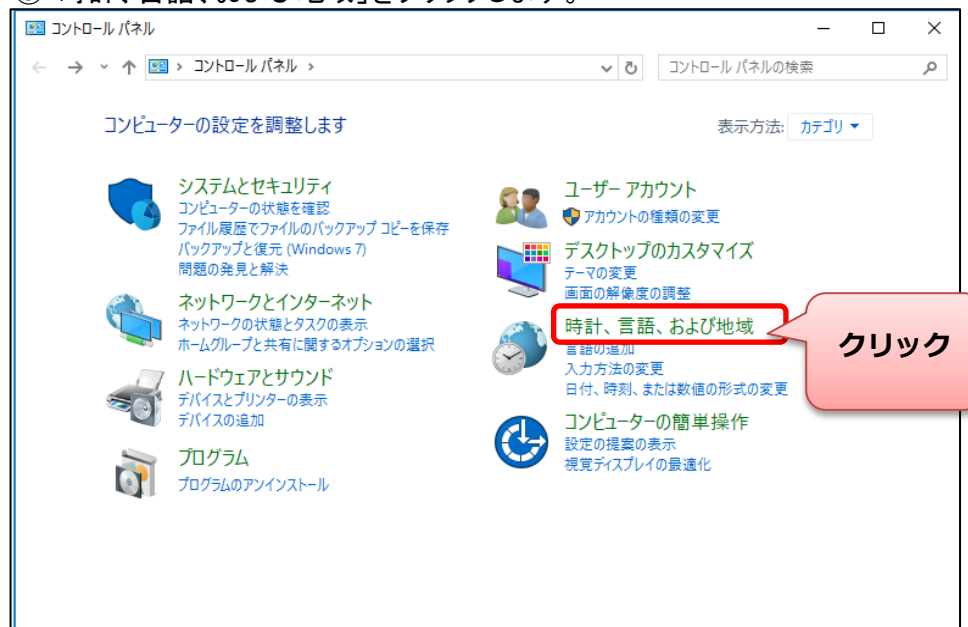 「時計、言語、および地域」をクリックします。
コントロール パネル
コントロール パネル
コントロール パネルの検索
コンピューターの設定を調整します
表示方法: カテゴリ
システムとセキュリティ
コンピューターの状態を確認
ファイル履歴でファイルのバックアップ コピーを保存
バックアップと復元 (Windows 7)
問題の発見と解決
ネットワークとインターネット
ネットワークの状態とタスクの表示
ホームグループと共有に関するオプションの選択
ハードウェアとサウンド
デバイスとプリンターの表示
デバイスの追加
プログラム
プログラムのアンインストール
ユーザー アカウント
アカウントの種類の変更
デスクトップのカスタマイズ
テーマの変更
画面の解像度の調整
時計、言語、および地域
言語の追加
入力方法の変更
日付、時刻、または数値の形式の変更
コンピューターの簡単操作
設定の提案の表示
視覚ディスプレイの最適化
クリック